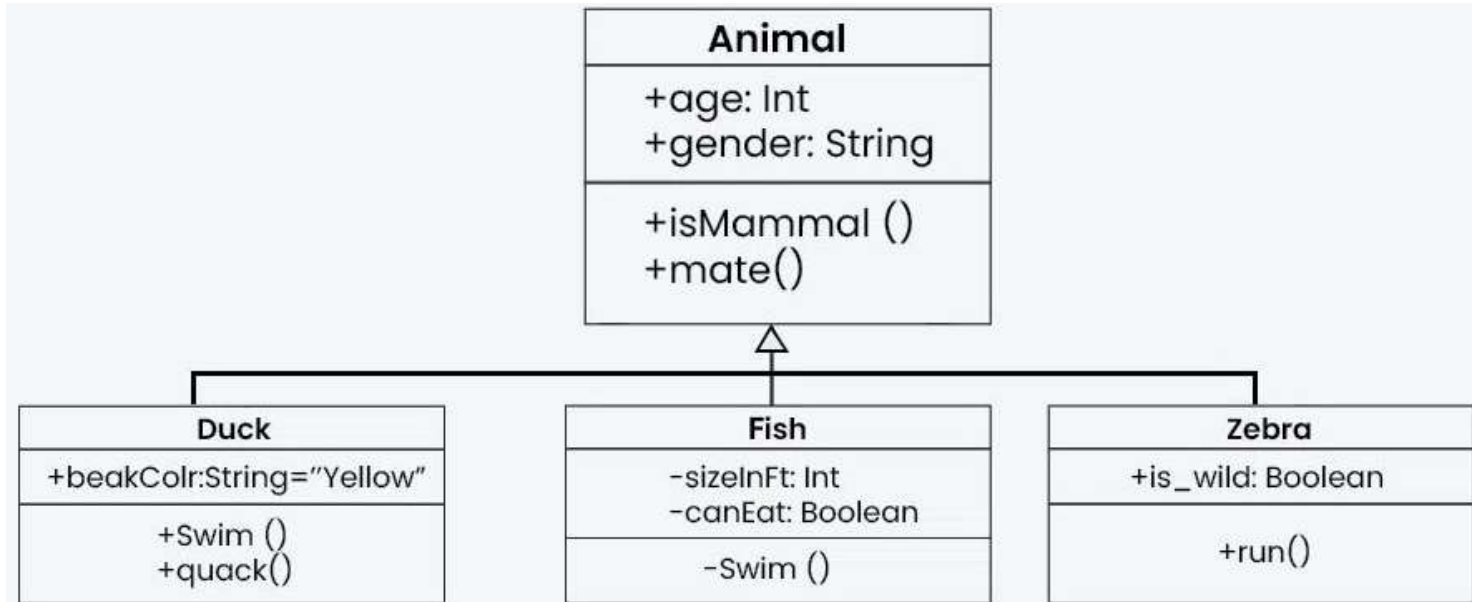 Animal
+age: Int
+gender: String
+isMammal ()
+mate()
Duck
+beakColr:String="Yellow"
+Swim ()
+quack()
Fish
-sizeInFt: Int
-canEat: Boolean
-Swim ()
Zebra
+is_wild: Boolean
+run()